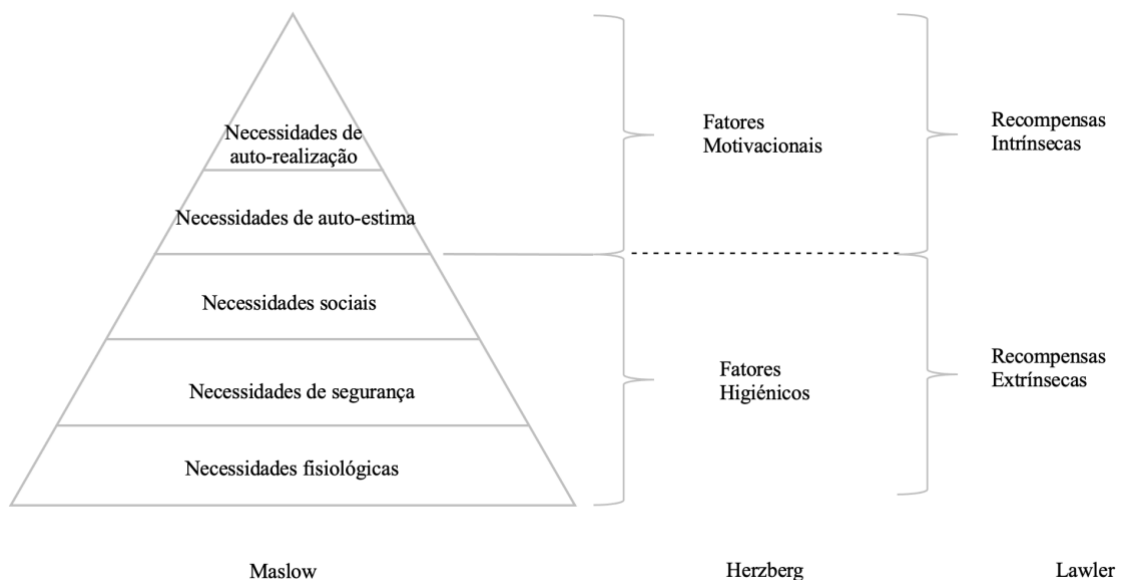 Necessidades de
auto-realização
Necessidades de auto-estima
Necessidades sociais
Necessidades de segurança
Necessidades fisiológicas
Fatores
Motivacionais
Fatores
Higiénicos
Recompensas
Intrínsecas
Recompensas
Extrínsecas
Maslow
Herzberg
Lawler